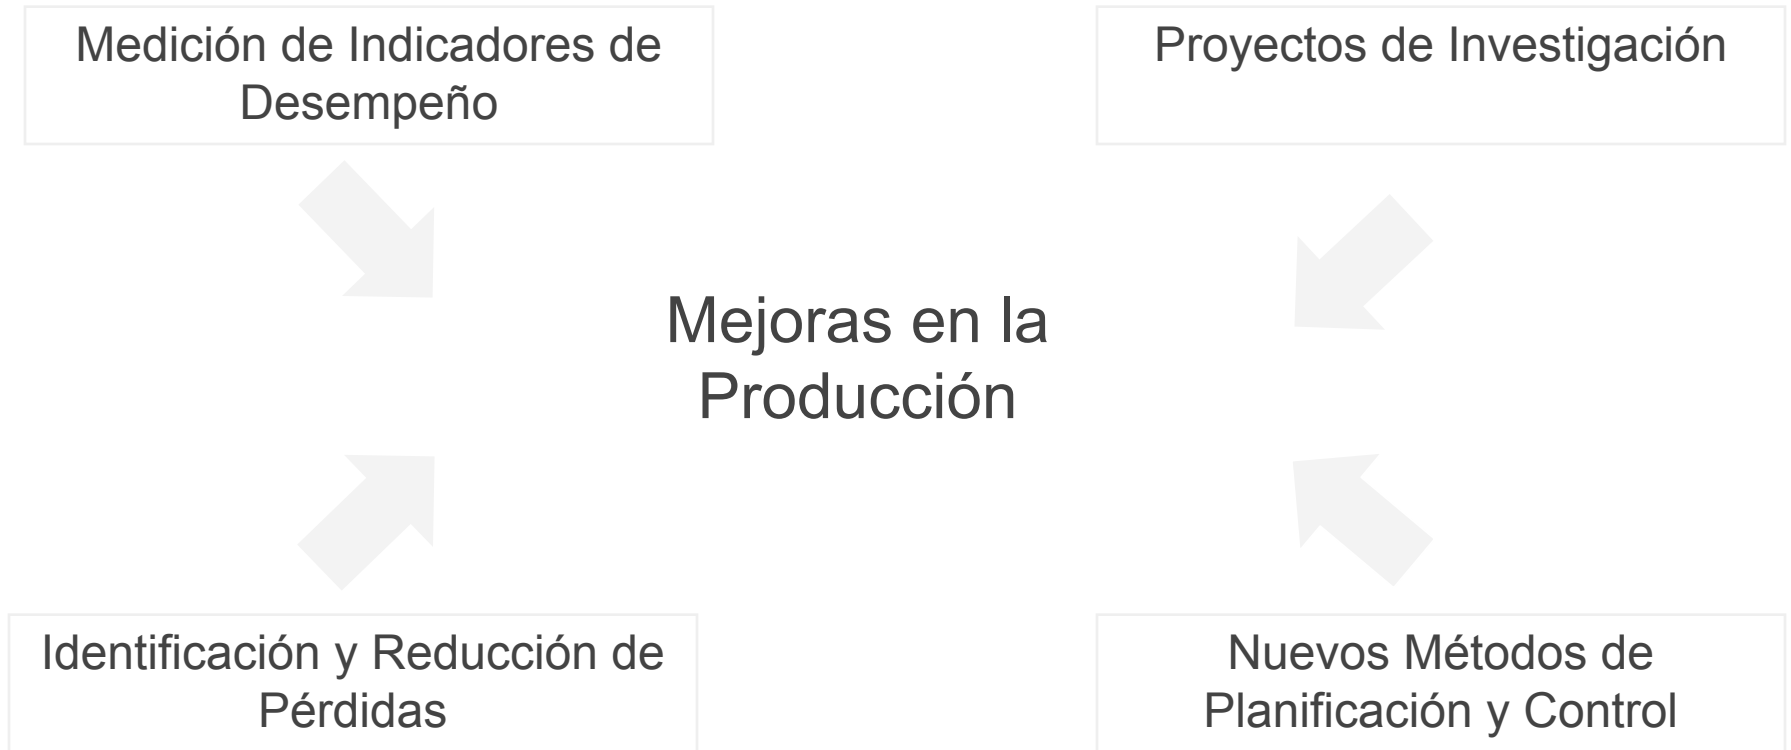 Medición de Indicadores de
Desempeño
Proyectos de Investigación
Mejoras en la
Producción
Identificación y Reducción de
Pérdidas
Nuevos Métodos de
Planificación y Control